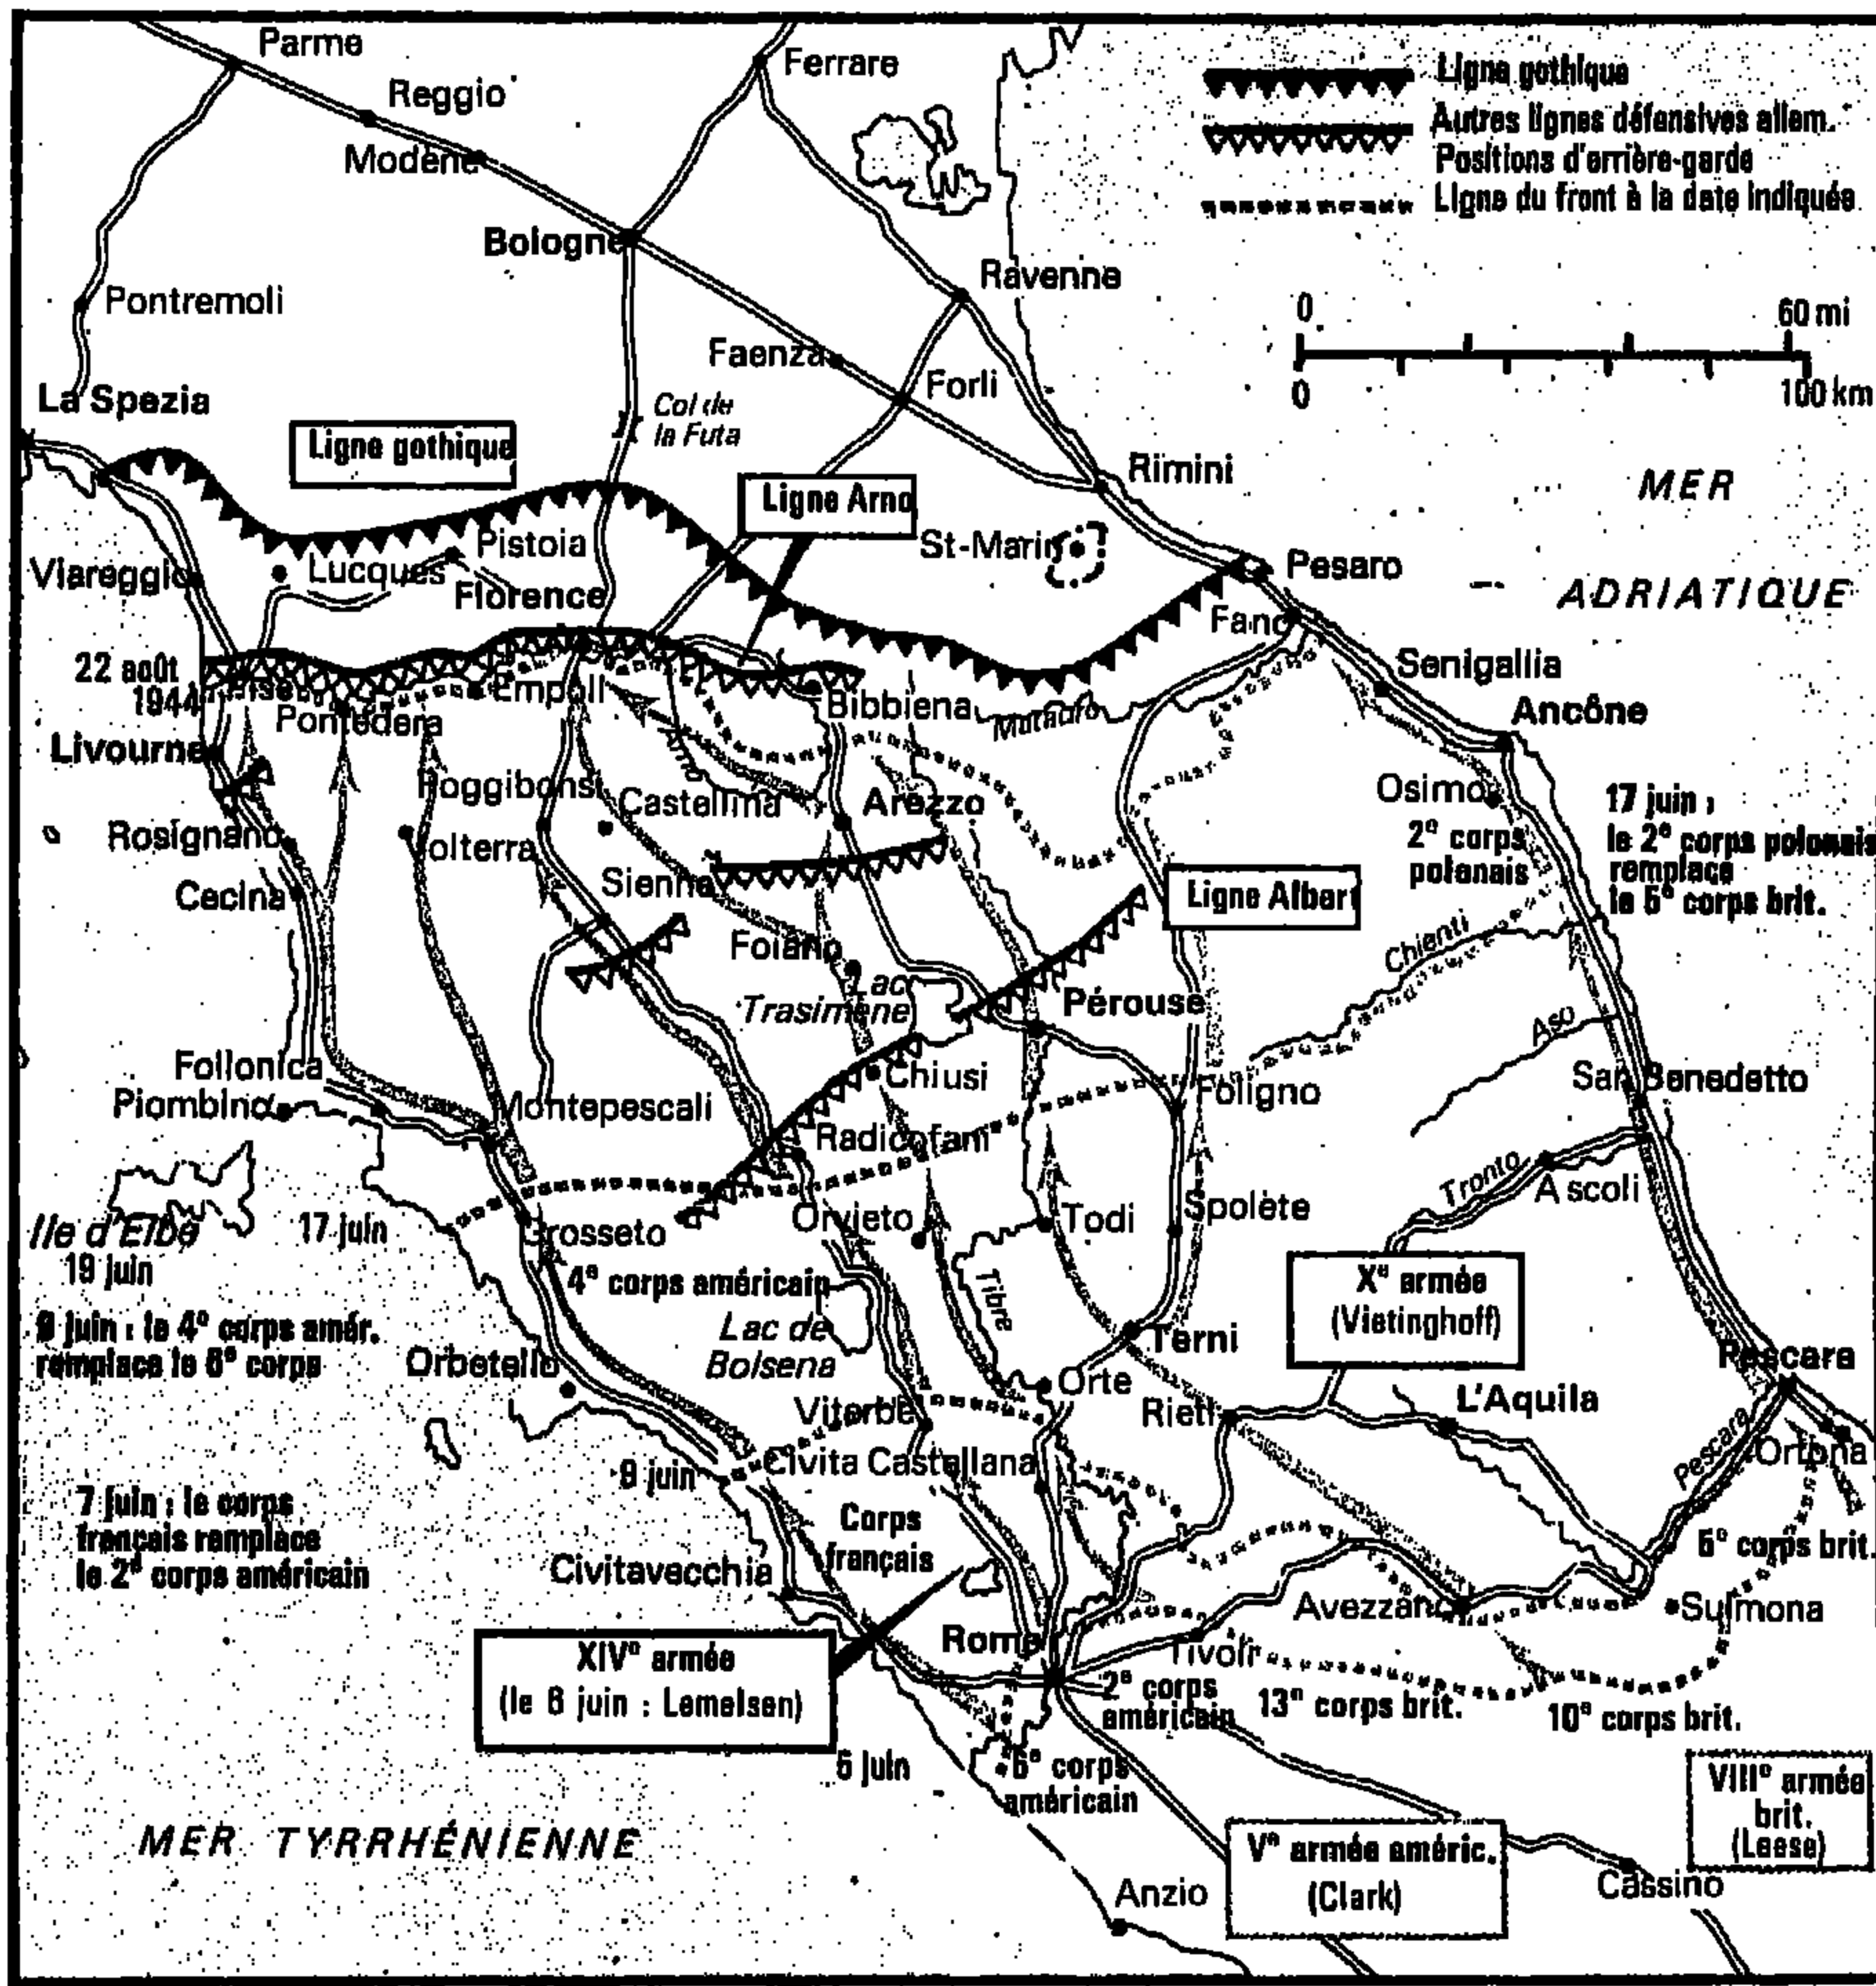 Parme
Ferrare
Reggio
Modène
Bologne
Ravenne
Pontremoli
Faenza
Forli
La Spezia
Col de
la Futa
Ligne gothique
Autres lignes défensives allem.
Positions d'arrière-garde
Ligne du front à la date indiquée
0 60 mi
0 100 km
Ligne gothique
Ligne Arno
Rimini
MER
ADRIATIQUE
Pistoia
St-Marin
Pesaro
Viareggio
Lucques
Florence
Fano
Senigallia
22 août
1944
Empoli
Pontedera
Bibbiena
Metauro
Ancône
Livourne
Arno
Poggibonsi
Castellina
Arezzo
Osimo
Rosignano
Volterra
2e corps
polonais
17 juin :
le 2e corps polonais
remplace
le 5e corps brit.
Cecina
Sienne
Ligne Albert
Foiano
Chienti
Lac
Trasimène
Pérouse
Aso
Follonica
Piombino
Chiusi
San Benedetto
Montepescali
Foligno
Radicofani
Tronto
Ascoli
Ile d'Elbe
17 juin
19 juin
Grosseto
Orvieto
Todi
Spolète
Tibre
4e corps américain
Xe armée
(Vietinghoff)
9 juin : le 4e corps amér.
remplace le 6e corps
Lac de
Bolsena
Orbetello
Terni
Pescara
Orte
Viterbe
Rieti
L'Aquila
Pescara
Ortona
9 juin
Civita Castellana
7 juin : le corps
français remplace
le 2e corps américain
Corps
français
5e corps brit.
Civitavecchia
Avezzano
Sulmona
XIVe armée
(le 6 juin : Lemelsen)
Rome
Tivoli
2e corps
américain
13e corps brit.
10e corps brit.
6 juin
6e corps
américain
VIIIe armée
brit.
(Leese)
MER TYRRHÉNIENNE
Ve armée améric.
(Clark)
Anzio
Cassino